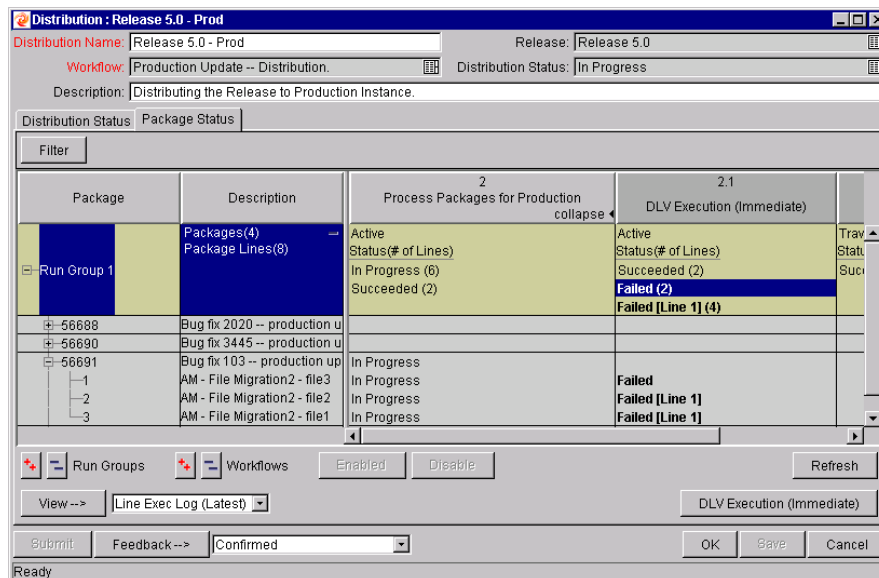 Distribution : Release 5.0 - Prod
Distribution Name: Release 5.0 - Prod Release: Release 5.0
Workflow: Production Update -- Distribution. Distribution Status: In Progress
Description: Distributing the Release to Production Instance.
Distribution Status Package Status
Filter
Package Description 2 Process Packages for Production collapse 2.1 DLV Execution (Immediate)
Run Group 1
Packages(4) Active Active Trav
Package Lines(8) Status(# of Lines) Status(# of Lines) Statu
In Progress (6) Succeeded (2) Succ
Succeeded (2) Failed (2)
Failed [Line 1] (4)
56688 Bug fix 2020 -- production u
56690 Bug fix 3445 -- production u
56691 Bug fix 103 -- production up In Progress
1 AM - File Migration2 - file3 In Progress Failed
2 AM - File Migration2 - file2 In Progress Failed [Line 1]
3 AM - File Migration2 - file1 In Progress Failed [Line 1]
Run Groups Workflows Enabled Disable Refresh
View --> Line Exec Log (Latest) DLV Execution (Immediate)
Submit Feedback --> Confirmed OK Save Cancel
Ready